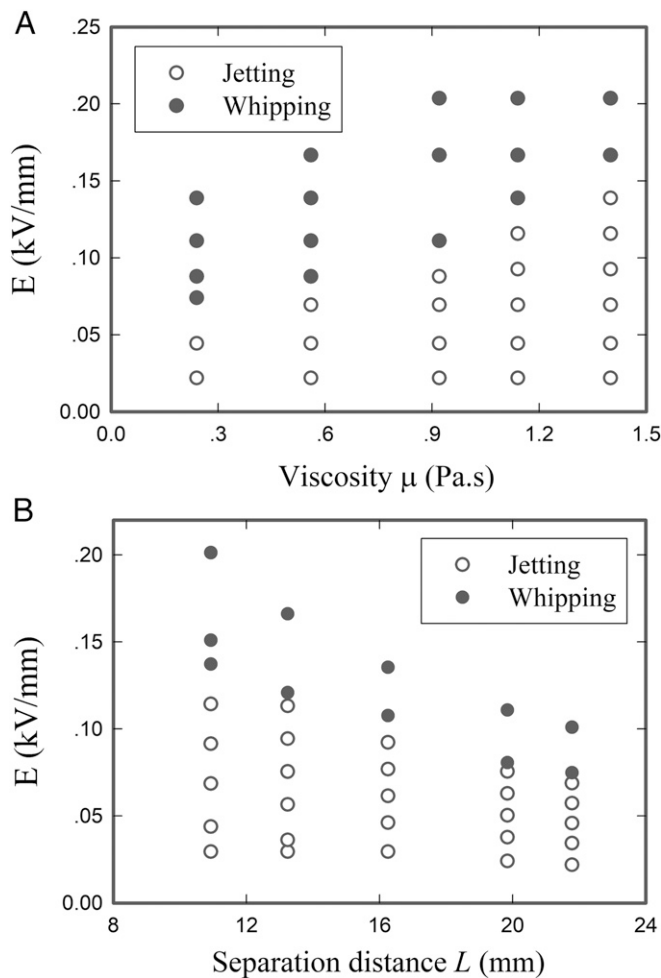 A
.25
.20
.15
.10
.05
0.00
E (kV/mm)
Jetting
Whipping
0.0 .3 .6 .9 1.2 1.5
Viscosity μ (Pa.s)
B
.20
.15
.10
.05
0.00
E (kV/mm)
Jetting
Whipping
8 12 16 20 24
Separation distance L (mm)